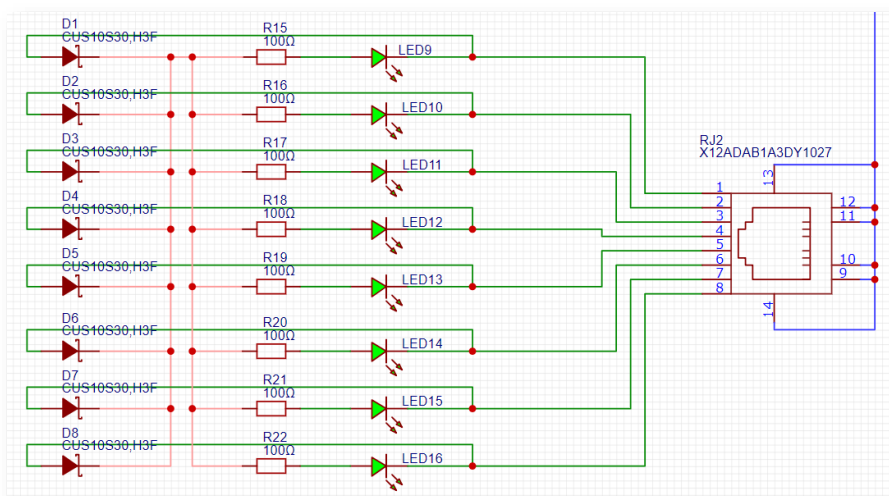 D1
CUS10S30,H3F
R15
100Ω
LED9
D2
CUS10S30,H3F
R16
100Ω
LED10
D3
CUS10S30,H3F
R17
100Ω
LED11
D4
CUS10S30,H3F
R18
100Ω
LED12
D5
CUS10S30,H3F
R19
100Ω
LED13
D6
CUS10S30,H3F
R20
100Ω
LED14
D7
CUS10S30,H3F
R21
100Ω
LED15
D8
CUS10S30,H3F
R22
100Ω
LED16
RJ2
X12ADAB1A3DY1027
13
1
2
3
4
5
6
7
8
12
11
10
9
14